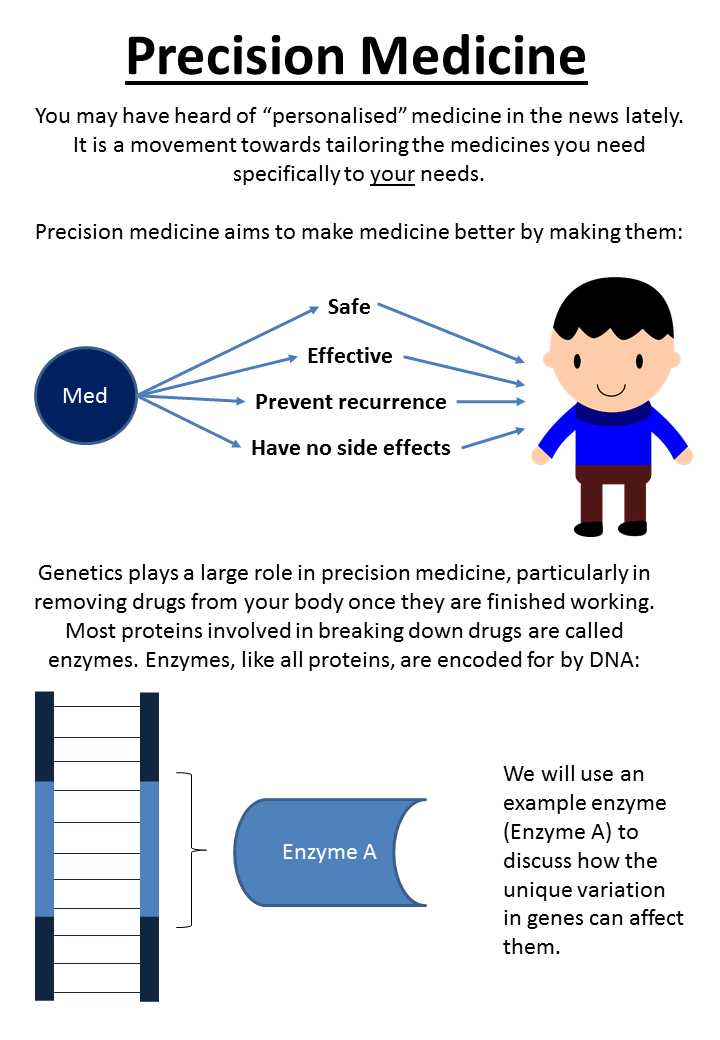 Precision Medicine
You may have heard of “personalised” medicine in the news lately.
It is a movement towards tailoring the medicines you need
specifically to your needs.
Precision medicine aims to make medicine better by making them:
Safe
Effective
Med
Prevent recurrence
Have no side effects
Genetics plays a large role in precision medicine, particularly in
removing drugs from your body once they are finished working.
Most proteins involved in breaking down drugs are called
enzymes. Enzymes, like all proteins, are encoded for by DNA:
Enzyme A
We will use an
example enzyme
(Enzyme A) to
discuss how the
unique variation
in genes can affect
them.